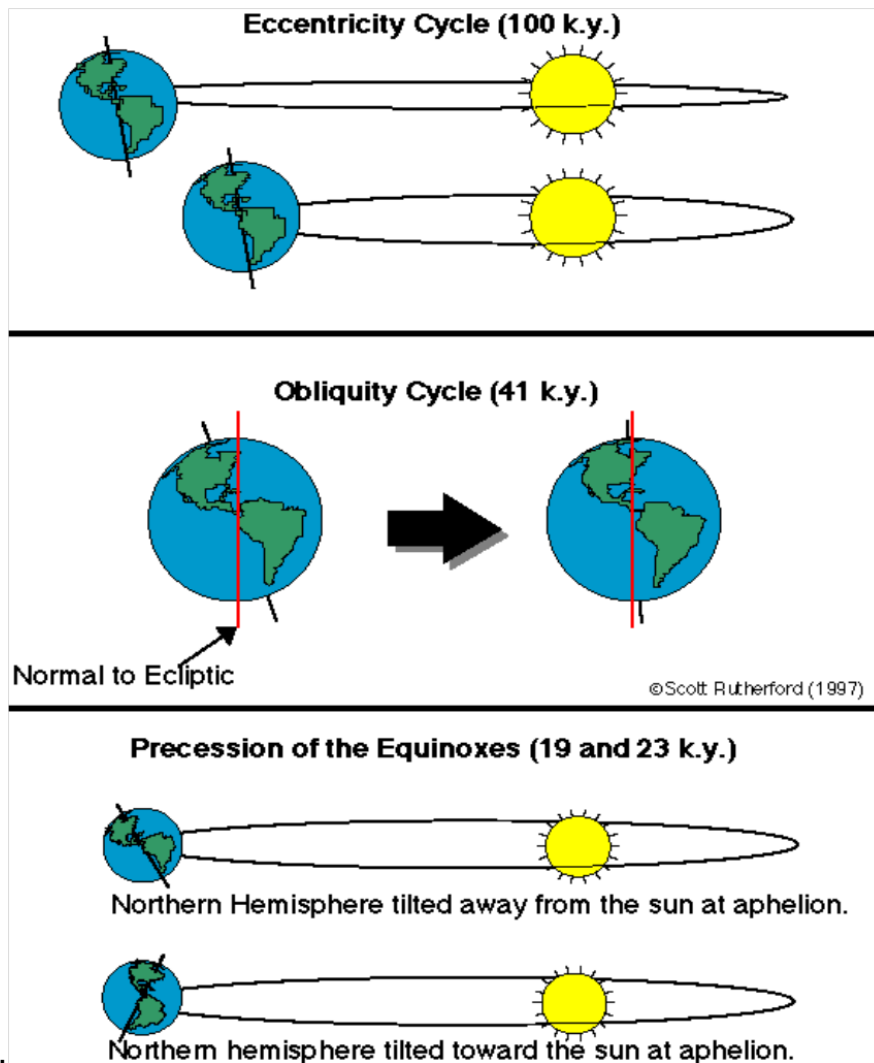 Eccentricity Cycle (100 k.y.)
Obliquity Cycle (41 k.y.)
Normal to Ecliptic
©Scott Rutherford (1997)
Precession of the Equinoxes (19 and 23 k.y.)
Northern Hemisphere tilted away from the sun at aphelion.
Northern hemisphere tilted toward the sun at aphelion.